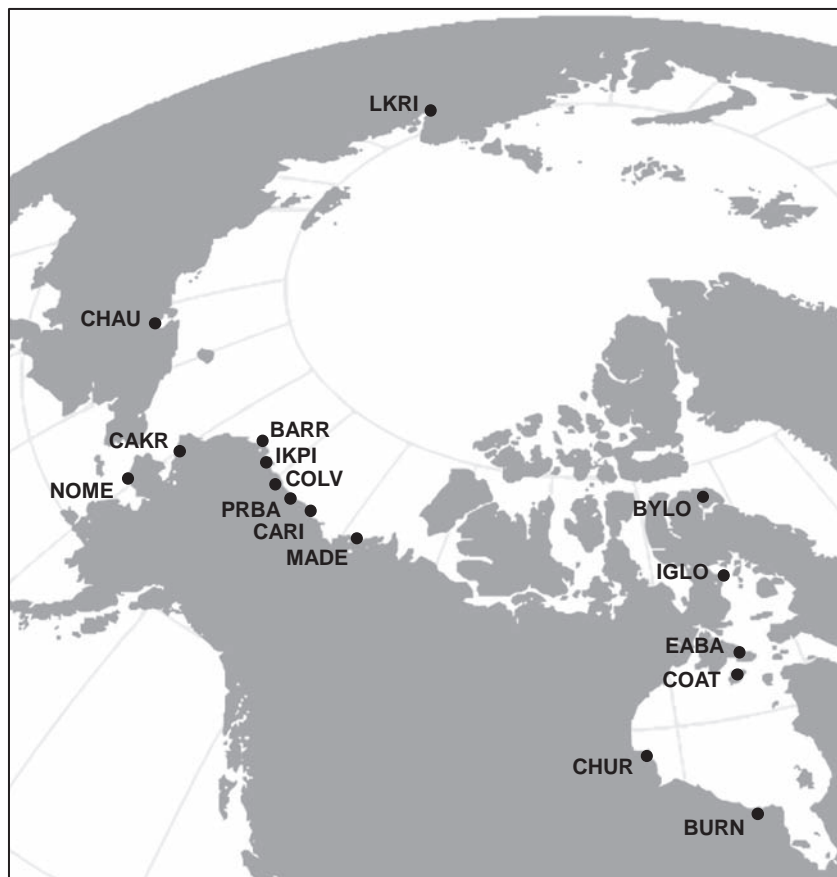 LKRI
CHAU
BARR
CAKR
IKPI
COLV
NOME
PRBA
BYLO
CARI
MADE
IGLO
EABA
COAT
CHUR
BURN